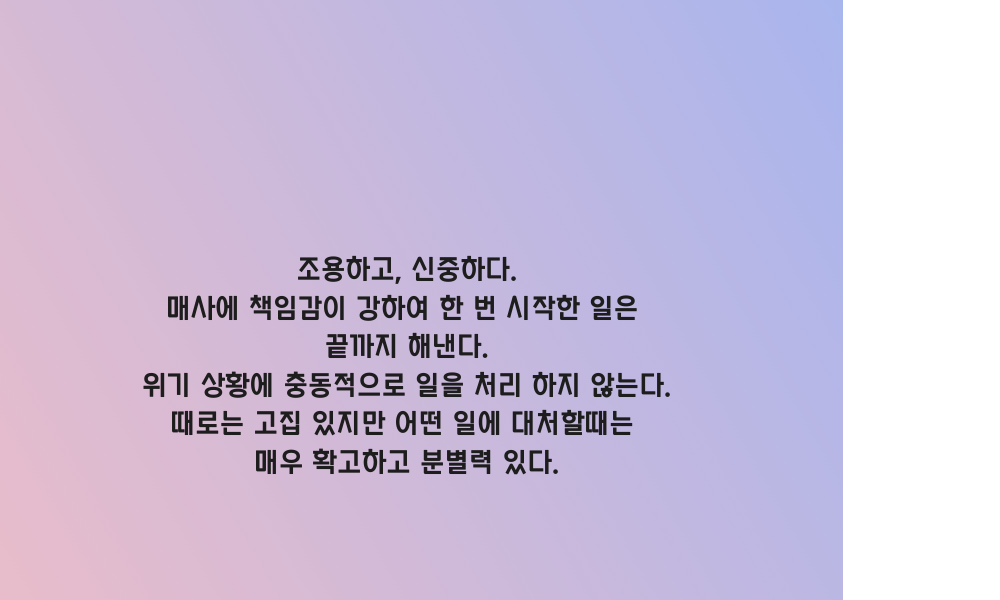 조용하고, 신중하다.
매사에 책임감이 강하여 한 번 시작한 일은
끝까지 해낸다.
위기 상황에 충동적으로 일을 처리 하지 않는다.
때로는 고집 있지만 어떤 일에 대처할때는
매우 확고하고 분별력 있다.